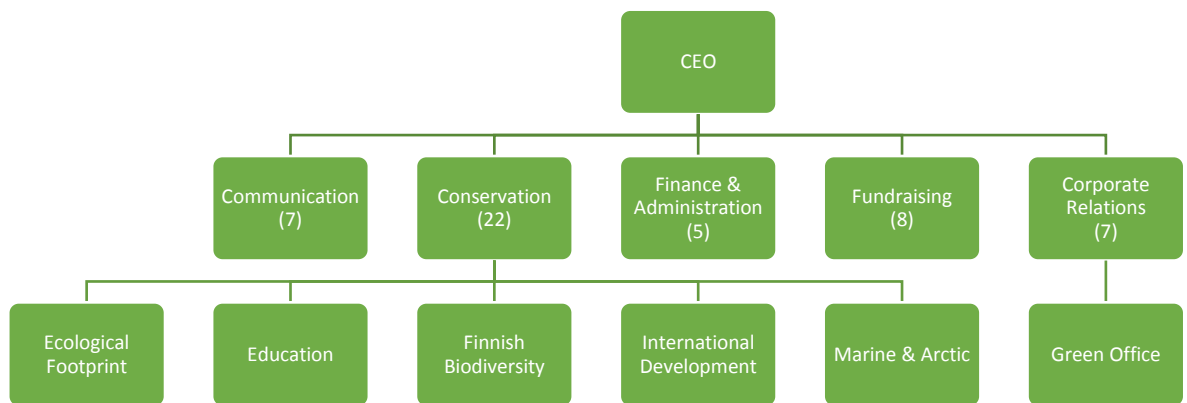 CEO
Communication
(7)
Conservation
(22)
Finance &
Administration
(5)
Fundraising
(8)
Corporate
Relations
(7)
Ecological
Footprint
Education
Finnish
Biodiversity
International
Development
Marine & Arctic
Green Office